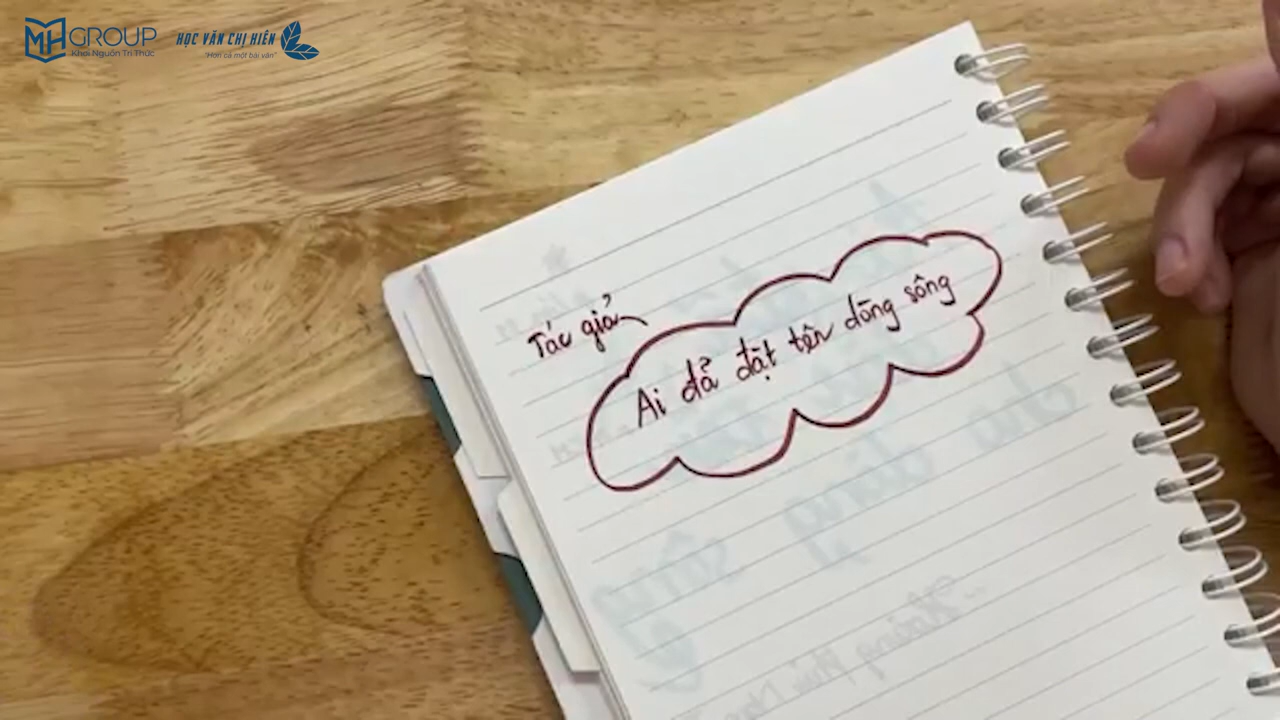 MH GROUP
Khơi Nguồn Tri Thức
HỌC VĂN CHỊ HIÊN
"Hơn cả một bài văn"
Tác giả
Ai đã đặt tên dòng sông